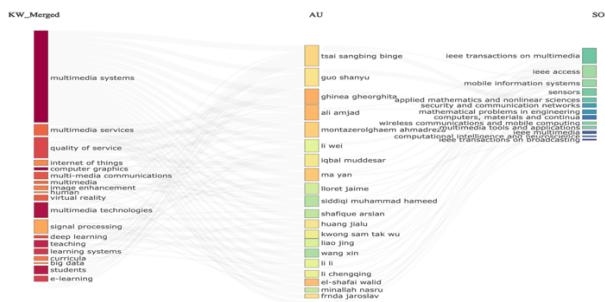 KW_Merged
AU
SO
multimedia systems
multimedia services
quality of service
internet of things
computer graphics
multi-media communications
multimedia
image enhancement
human
virtual reality
multimedia technologies
signal processing
deep learning
teaching
learning systems
curricula
big data
students
e-learning
tsai sangbing binge
guo shanyu
ghinea gheorghita
ali amjad
montazerolghaem ahmadreza
li wei
iqbal muddesar
ma yan
lloret jaime
siddiqi muhammad hameed
shafique arslan
huang jialu
kwong sam tak wu
liao jing
wang xin
li li
li chengqing
el-shafai walid
minallah nasru
frnda jaroslav
ieee transactions on multimedia
ieee access
mobile information systems
sensors
applied mathematics and nonlinear sciences
security and communication networks
mathematical problems in engineering
computers, materials and continua
wireless communications and mobile computing
multimedia tools and applications
ieee multimedia
computational intelligence and neuroscience
ieee transactions on broadcasting